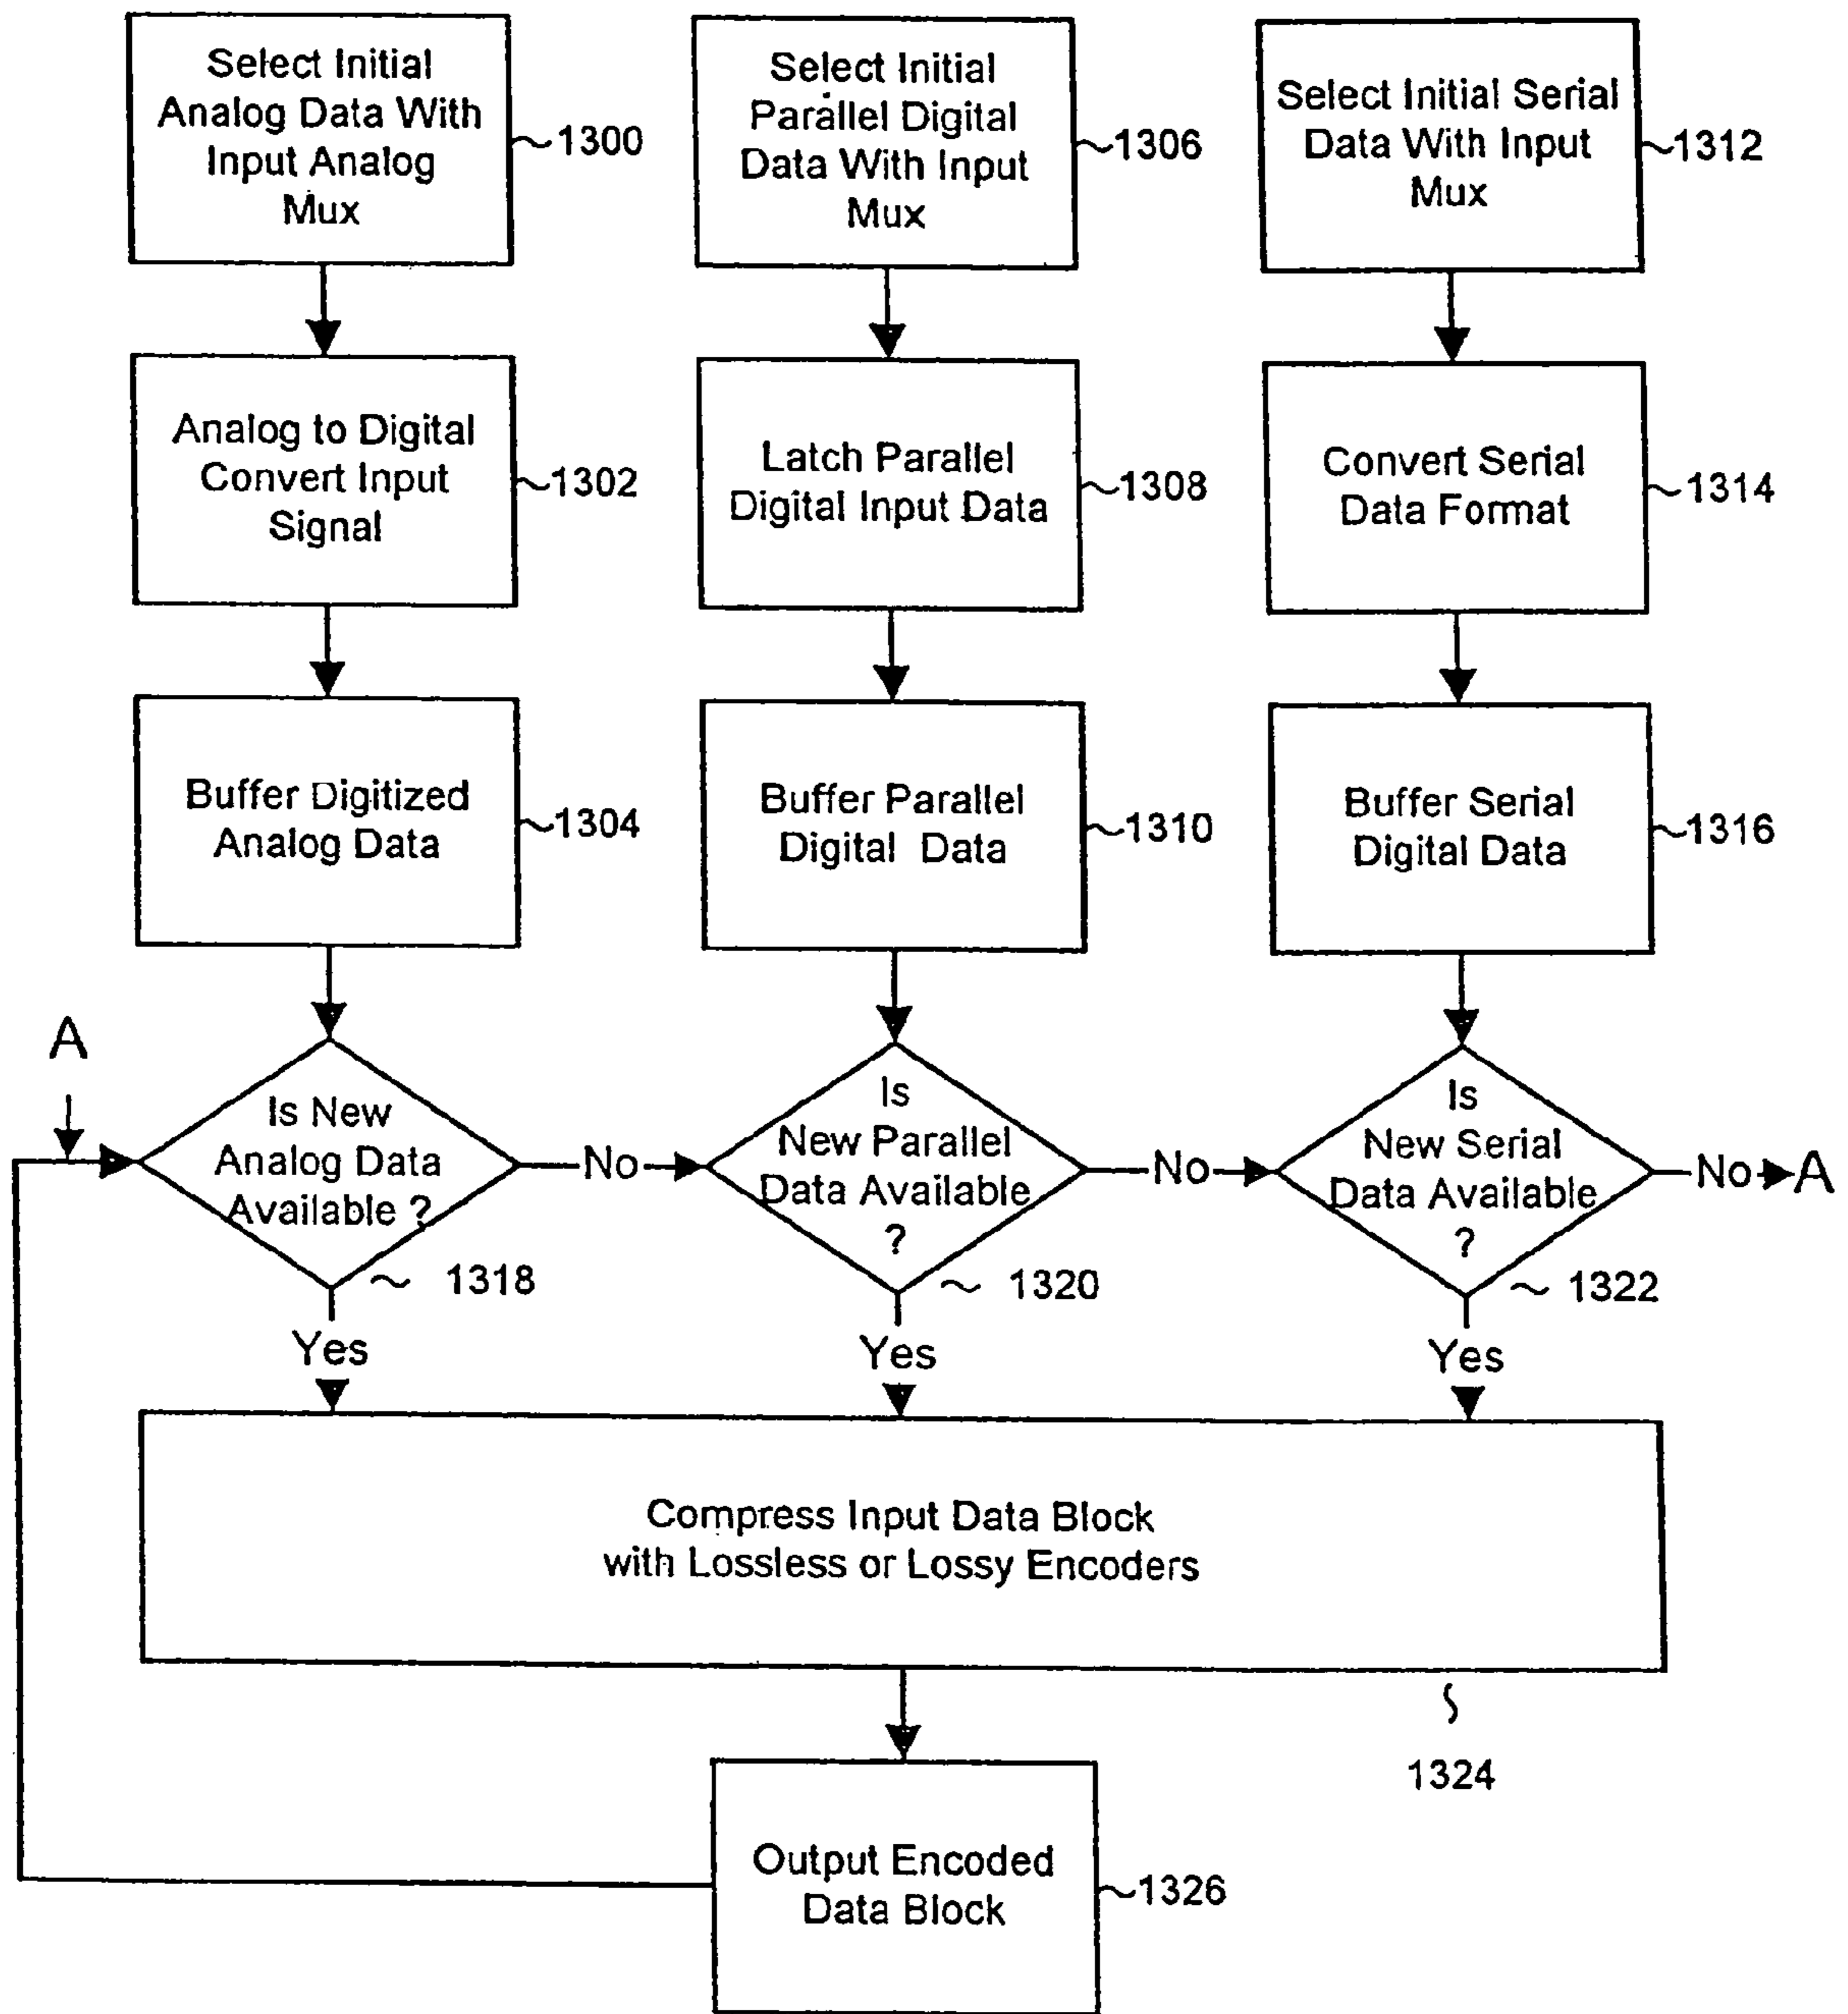 Select Initial
Analog Data With
Input Analog
Mux
1300
Select Initial
Parallel Digital
Data With Input
Mux
1306
Select Initial Serial
Data With Input
Mux
1312
Analog to Digital
Convert Input
Signal
1302
Latch Parallel
Digital Input Data
1308
Convert Serial
Data Format
1314
Buffer Digitized
Analog Data
1304
Buffer Parallel
Digital Data
1310
Buffer Serial
Digital Data
1316
A
Is New
Analog Data
Available ?
1318
No
Is
New Parallel
Data Available
?
1320
No
Is
New Serial
Data Available
?
1322
No
A
Yes
Yes
Yes
Compress Input Data Block
with Lossless or Lossy Encoders
1324
Output Encoded
Data Block
1326